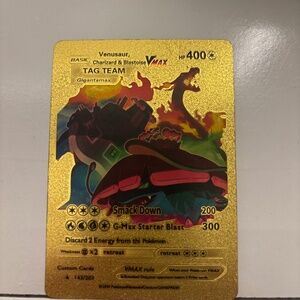 Venusaur,
BASIC Charizard & Blastoise VMAX HP 400
TAG TEAM
Gigantamax
Smack Down 200
G-Max Starter Blast 300
Discard 2 Energy from this Pokémon
Weakness x2 retreat retreat
Custom Cards VMAX rule